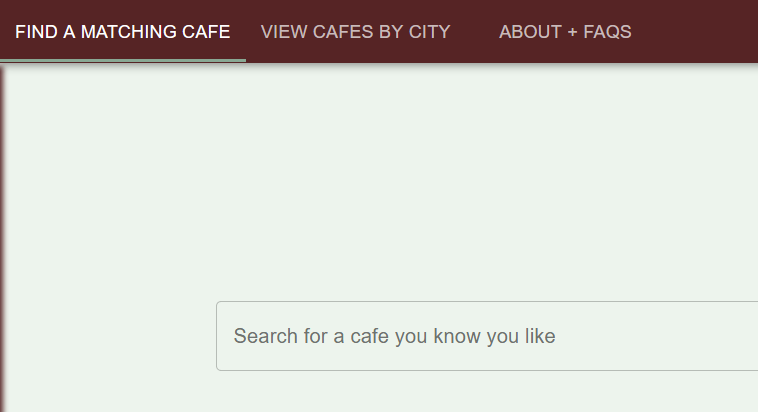 FIND A MATCHING CAFE VIEW CAFES BY CITY ABOUT + FAQS
Search for a cafe you know you like